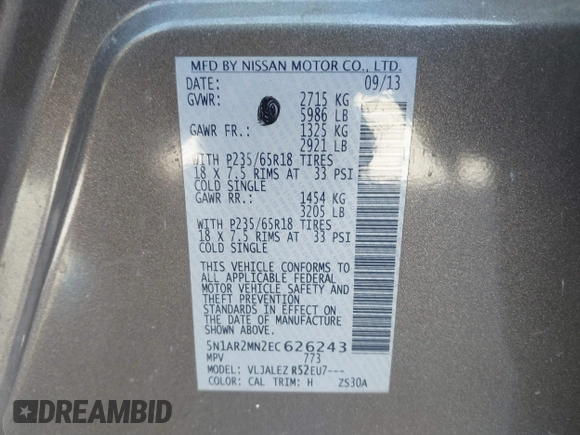 MFD BY NISSAN MOTOR CO., LTD.
DATE: 09/13
GVWR: 2715 KG
5986 LB
GAWR FR.: 1325 KG
2921 LB
WITH P235/65R18 TIRES
18 X 7.5 RIMS AT 33 PSI
COLD SINGLE
GAWR RR.: 1454 KG
3205 LB
WITH P235/65R18 TIRES
18 X 7.5 RIMS AT 33 PSI
COLD SINGLE
THIS VEHICLE CONFORMS TO
ALL APPLICABLE FEDERAL
MOTOR VEHICLE SAFETY AND
THEFT PREVENTION
STANDARDS IN EFFECT ON
THE DATE OF MANUFACTURE
SHOWN ABOVE.
5N1AR2MN2EC626243
MPV 773
MODEL: VLJALEZ R52EU7---
COLOR: CAL TRIM: H ZS30A
DREAMBID
.COM